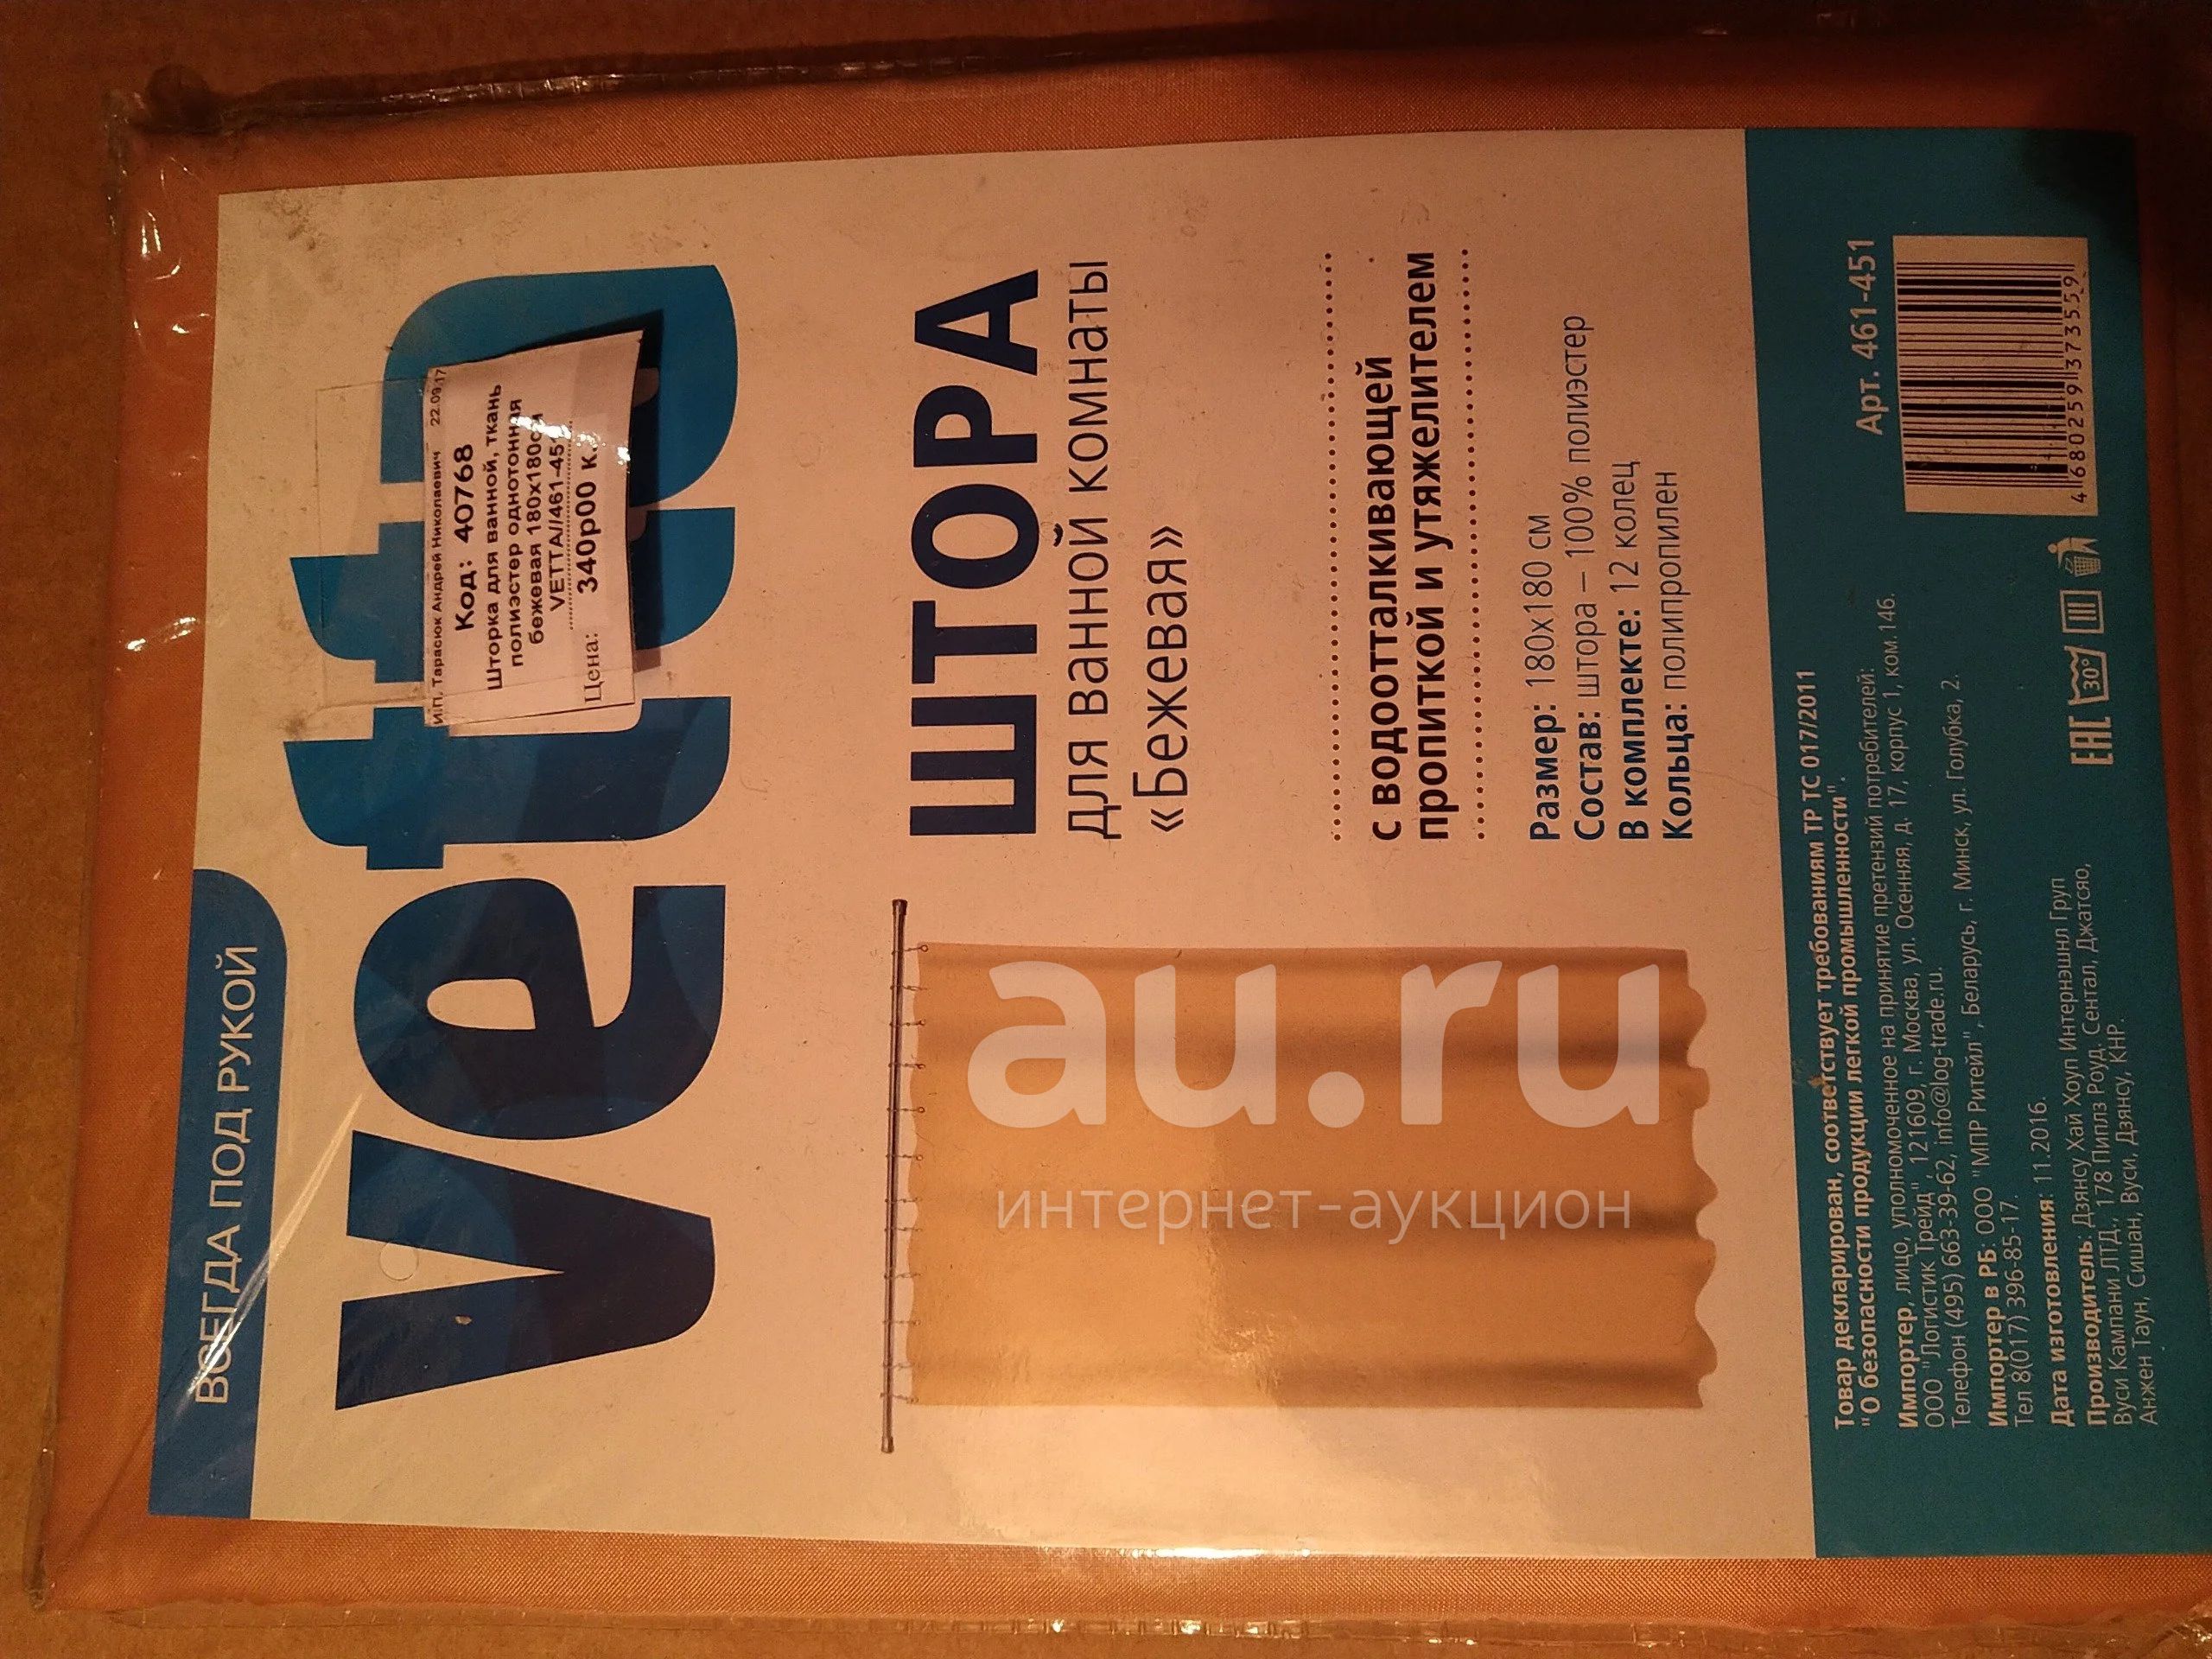 ВСЕГДА ПОД РУКОЙ
vetta
И.П. Тарасюк Андрей Николаевич 22.09.17
Код: 40768
Шторка для ванной, ткань
полиэстер однотонная
бежевая 180х180см
VETTA//461-45
Цена: 340р00 к.
ШТОРА
для ванной комнаты
«Бежевая»
с водоотталкивающей
пропиткой и утяжелителем
Размер: 180х180 см
Состав: штора – 100% полиэстер
В комплекте: 12 колец
Кольца: полипропилен
au.ru
интернет-аукцион
Арт. 461-451
4 680259 373559
Товар декларирован, соответствует требованиям ТР ТС 017/2011
"О безопасности продукции легкой промышленности".
Импортер, лицо, уполномоченное на принятие претензий потребителей:
ООО "Логистик Трейд", 121609, г. Москва, ул. Осенняя, д. 17, корпус 1, ком.14б.
Телефон (495) 663-39-62, info@log-trade.ru.
Импортер в РБ: ООО "МПР Ритейл", Беларусь, г. Минск, ул. Голубка, 2.
Тел 8(017) 396-85-17.
Дата изготовления: 11.2016.
Производитель: Дзянсу Хай Хоуп Интернэшнл Груп
Вуси Кампани ЛТД., 178 Пиплз Роуд, Сентал, Джатсяо,
Анжен Таун, Сишан, Вуси, Дзянсу, КНР.
EAC
30°